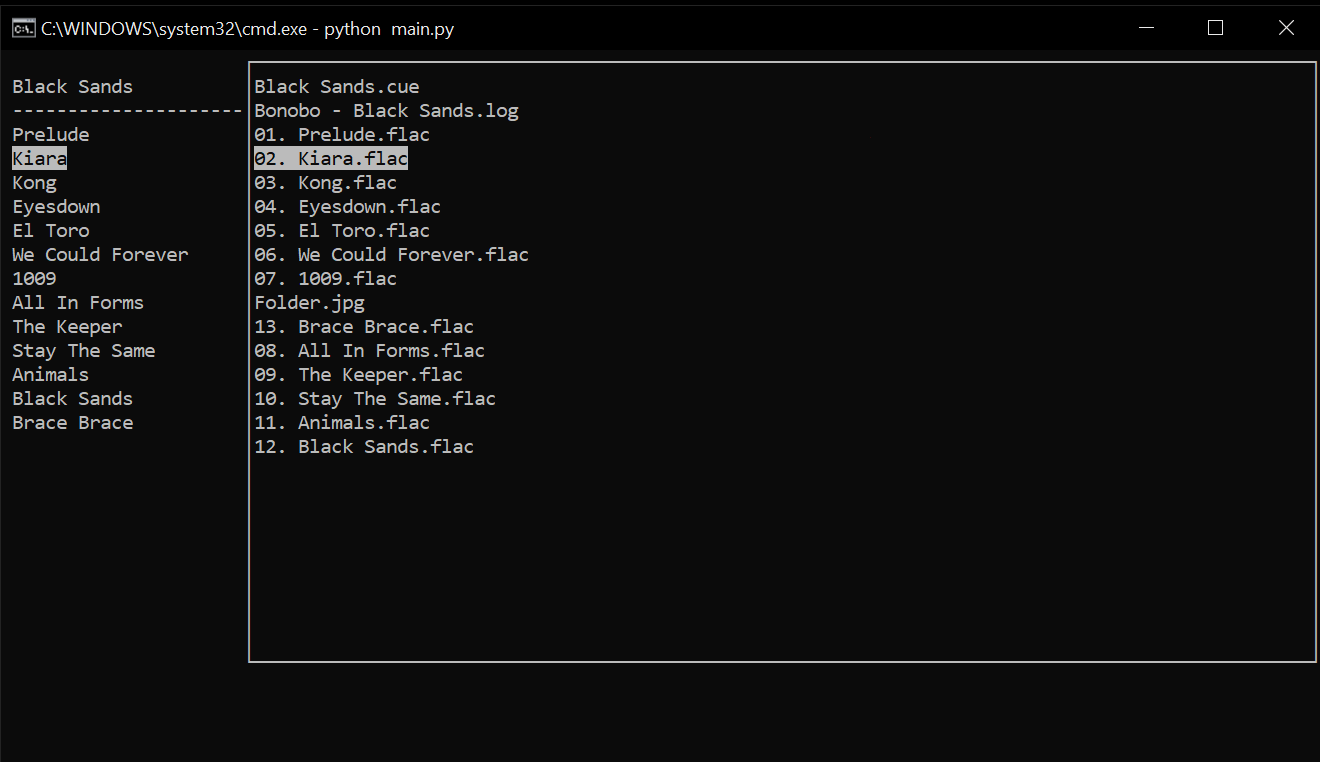 C:\WINDOWS\system32\cmd.exe - python  main.py
Black Sands
---------------------
Prelude
Kiara
Kong
Eyesdown
El Toro
We Could Forever
1009
All In Forms
The Keeper
Stay The Same
Animals
Black Sands
Brace Brace
Black Sands.cue
Bonobo - Black Sands.log
01. Prelude.flac
02. Kiara.flac
03. Kong.flac
04. Eyesdown.flac
05. El Toro.flac
06. We Could Forever.flac
07. 1009.flac
Folder.jpg
13. Brace Brace.flac
08. All In Forms.flac
09. The Keeper.flac
10. Stay The Same.flac
11. Animals.flac
12. Black Sands.flac